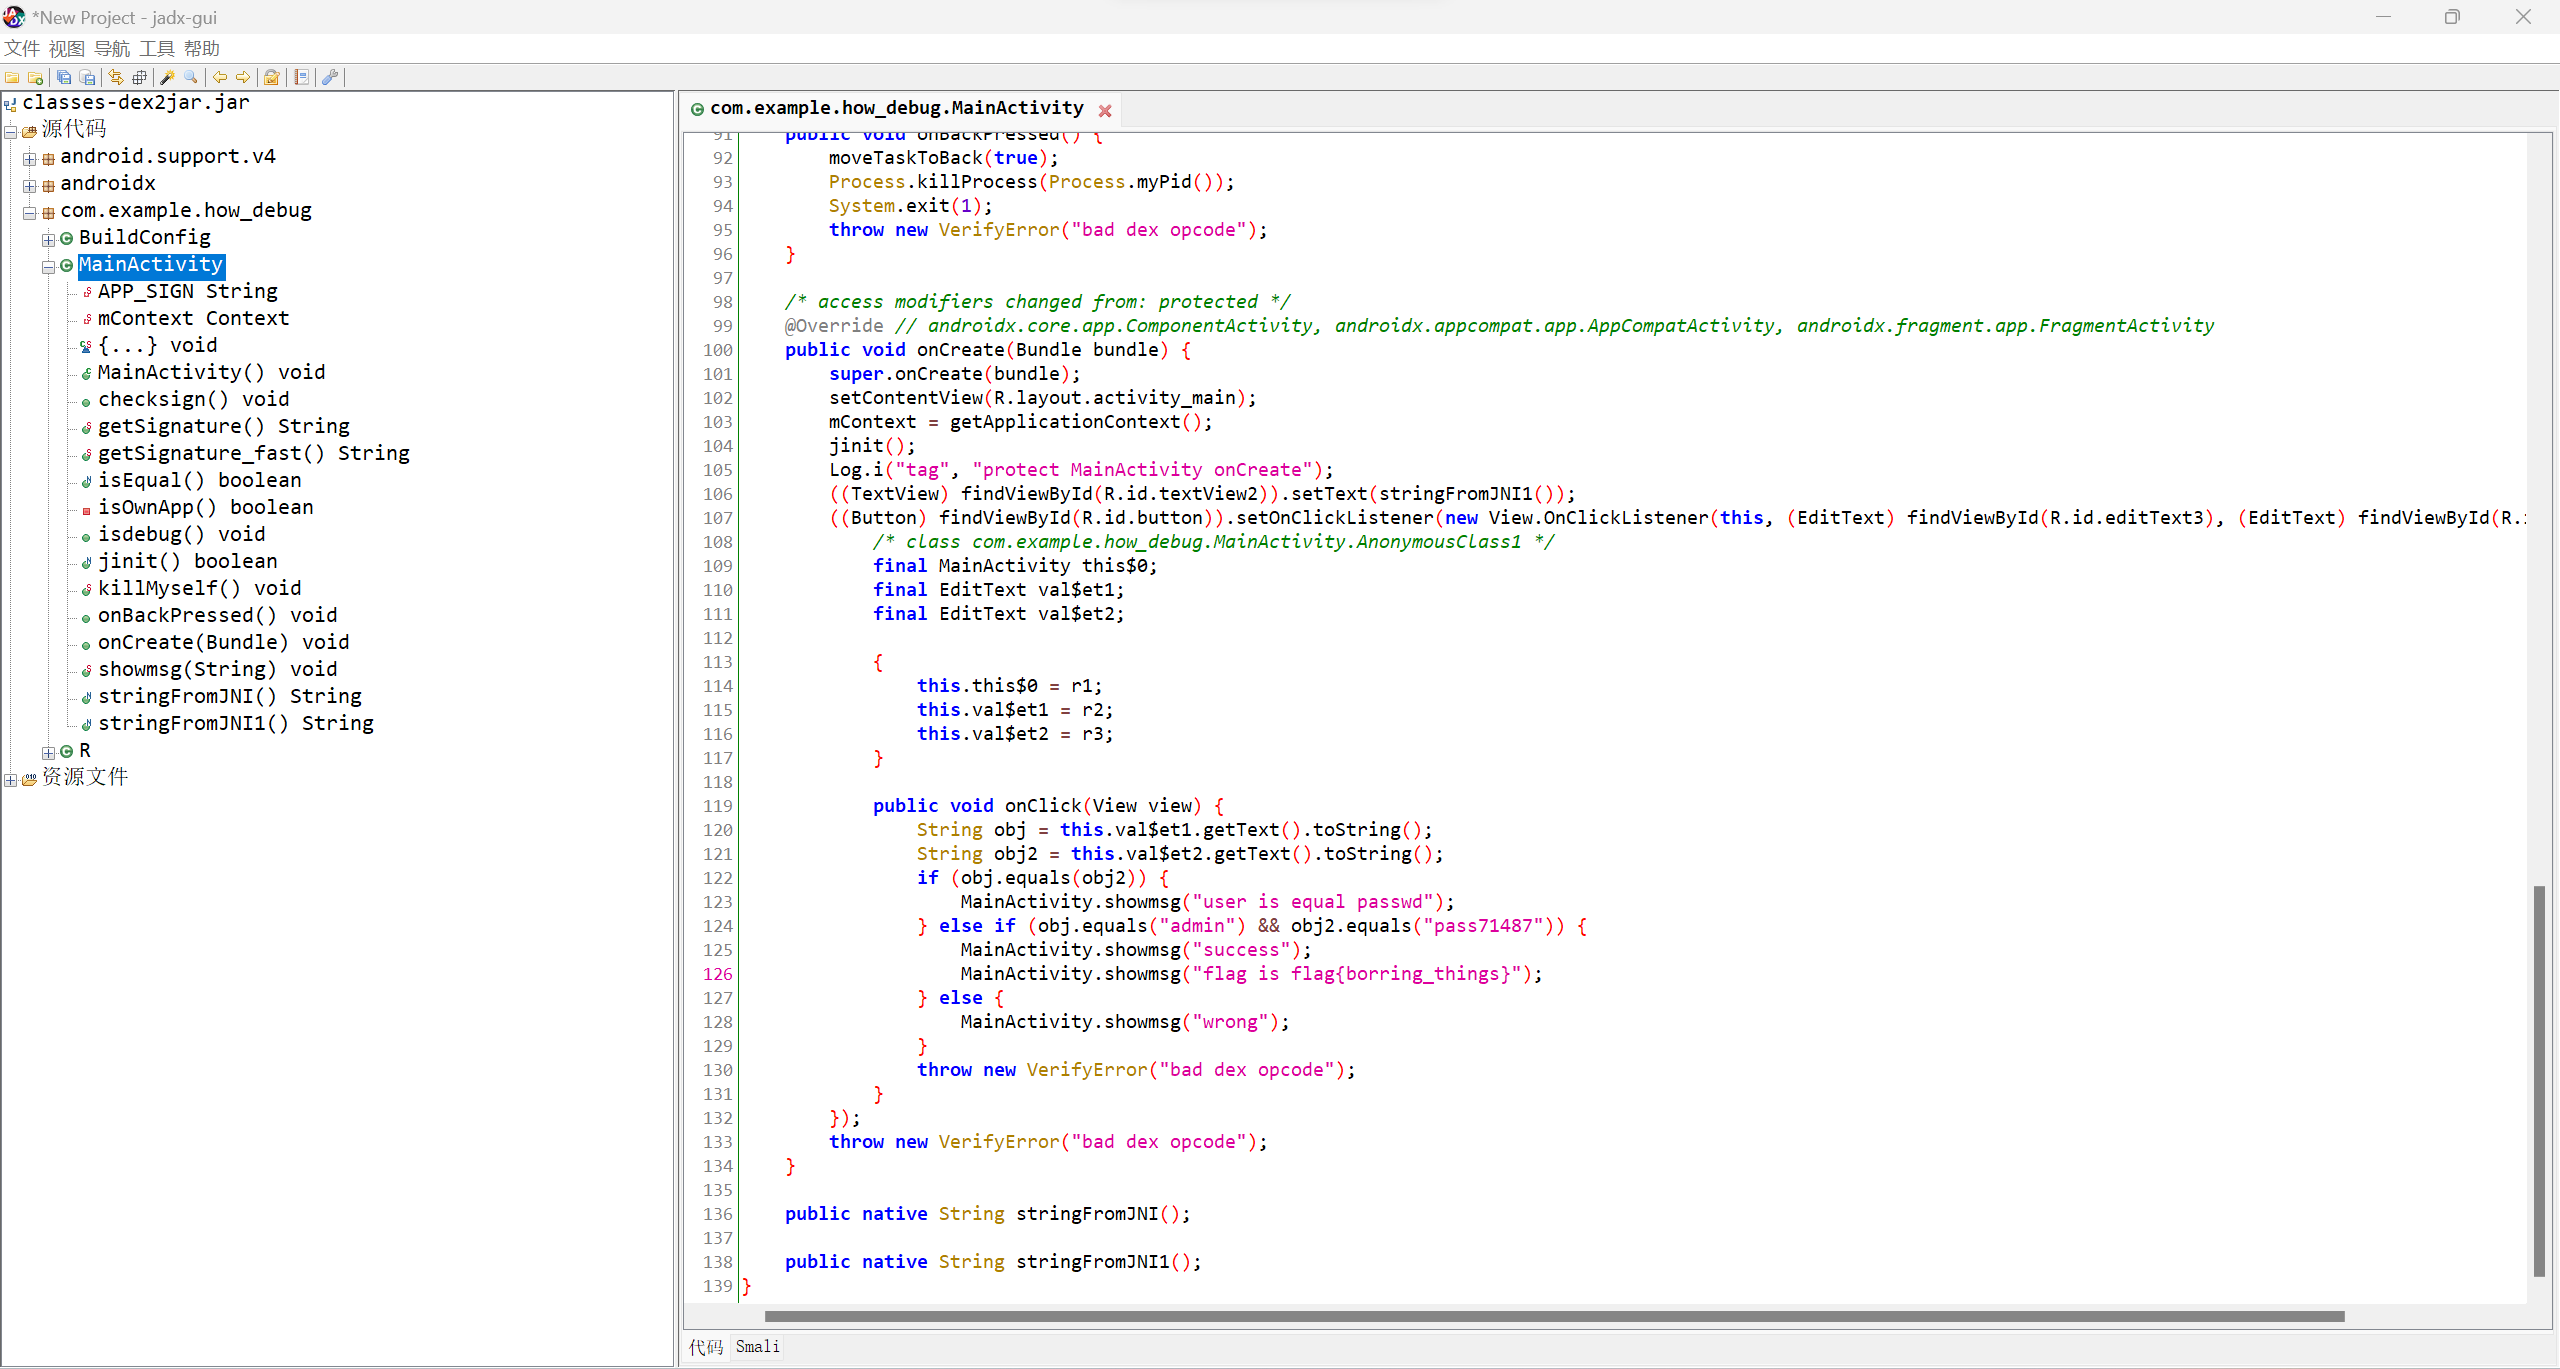 *New Project - jadx-gui
文件 视图 导航 工具 帮助
classes-dex2jar.jar
源代码
android.support.v4
androidx
com.example.how_debug
BuildConfig
MainActivity
APP_SIGN String
mContext Context
{...} void
MainActivity() void
checksign() void
getSignature() String
getSignature_fast() String
isEqual() boolean
isOwnApp() boolean
isdebug() void
jinit() boolean
killMyself() void
onBackPressed() void
onCreate(Bundle) void
showmsg(String) void
stringFromJNI() String
stringFromJNI1() String
R
资源文件
com.example.how_debug.MainActivity
91 public void onBackPressed() {
92 moveTaskToBack(true);
93 Process.killProcess(Process.myPid());
94 System.exit(1);
95 throw new VerifyError("bad dex opcode");
96 }
97
98 /* access modifiers changed from: protected */
99 @Override // androidx.core.app.ComponentActivity, androidx.appcompat.app.AppCompatActivity, androidx.fragment.app.FragmentActivity
100 public void onCreate(Bundle bundle) {
101 super.onCreate(bundle);
102 setContentView(R.layout.activity_main);
103 mContext = getApplicationContext();
104 jinit();
105 Log.i("tag", "protect MainActivity onCreate");
106 ((TextView) findViewById(R.id.textView2)).setText(stringFromJNI1());
107 ((Button) findViewById(R.id.button)).setOnClickListener(new View.OnClickListener(this, (EditText) findViewById(R.id.editText3), (EditText) findViewById(R.
108 /* class com.example.how_debug.MainActivity.AnonymousClass1 */
109 final MainActivity this$0;
110 final EditText val$et1;
111 final EditText val$et2;
112
113 {
114 this.this$0 = r1;
115 this.val$et1 = r2;
116 this.val$et2 = r3;
117 }
118
119 public void onClick(View view) {
120 String obj = this.val$et1.getText().toString();
121 String obj2 = this.val$et2.getText().toString();
122 if (obj.equals(obj2)) {
123 MainActivity.showmsg("user is equal passwd");
124 } else if (obj.equals("admin") && obj2.equals("pass71487")) {
125 MainActivity.showmsg("success");
126 MainActivity.showmsg("flag is flag{borring_things}");
127 } else {
128 MainActivity.showmsg("wrong");
129 }
130 throw new VerifyError("bad dex opcode");
131 }
132 });
133 throw new VerifyError("bad dex opcode");
134 }
135
136 public native String stringFromJNI();
137
138 public native String stringFromJNI1();
139 }
代码 Smali